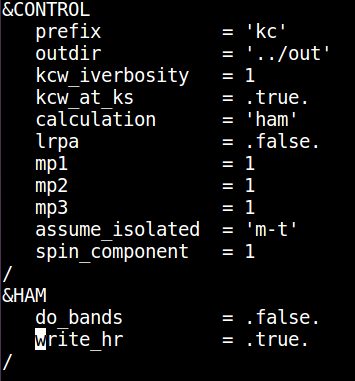 &CONTROL
   prefix           = 'kc'
   outdir           = '../out'
   kcw_iverbosity   = 1
   kcw_at_ks        = .true.
   calculation      = 'ham'
   lrpa             = .false.
   mp1              = 1
   mp2              = 1
   mp3              = 1
   assume_isolated  = 'm-t'
   spin_component   = 1
/
&HAM
   do_bands         = .false.
   write_hr         = .true.
/